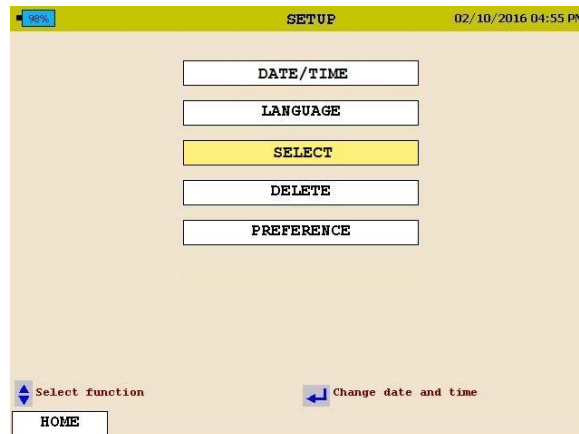 98% SETUP 02/10/2016 04:55 PM
DATE/TIME
LANGUAGE
SELECT
DELETE
PREFERENCE
Select function Change date and time
HOME